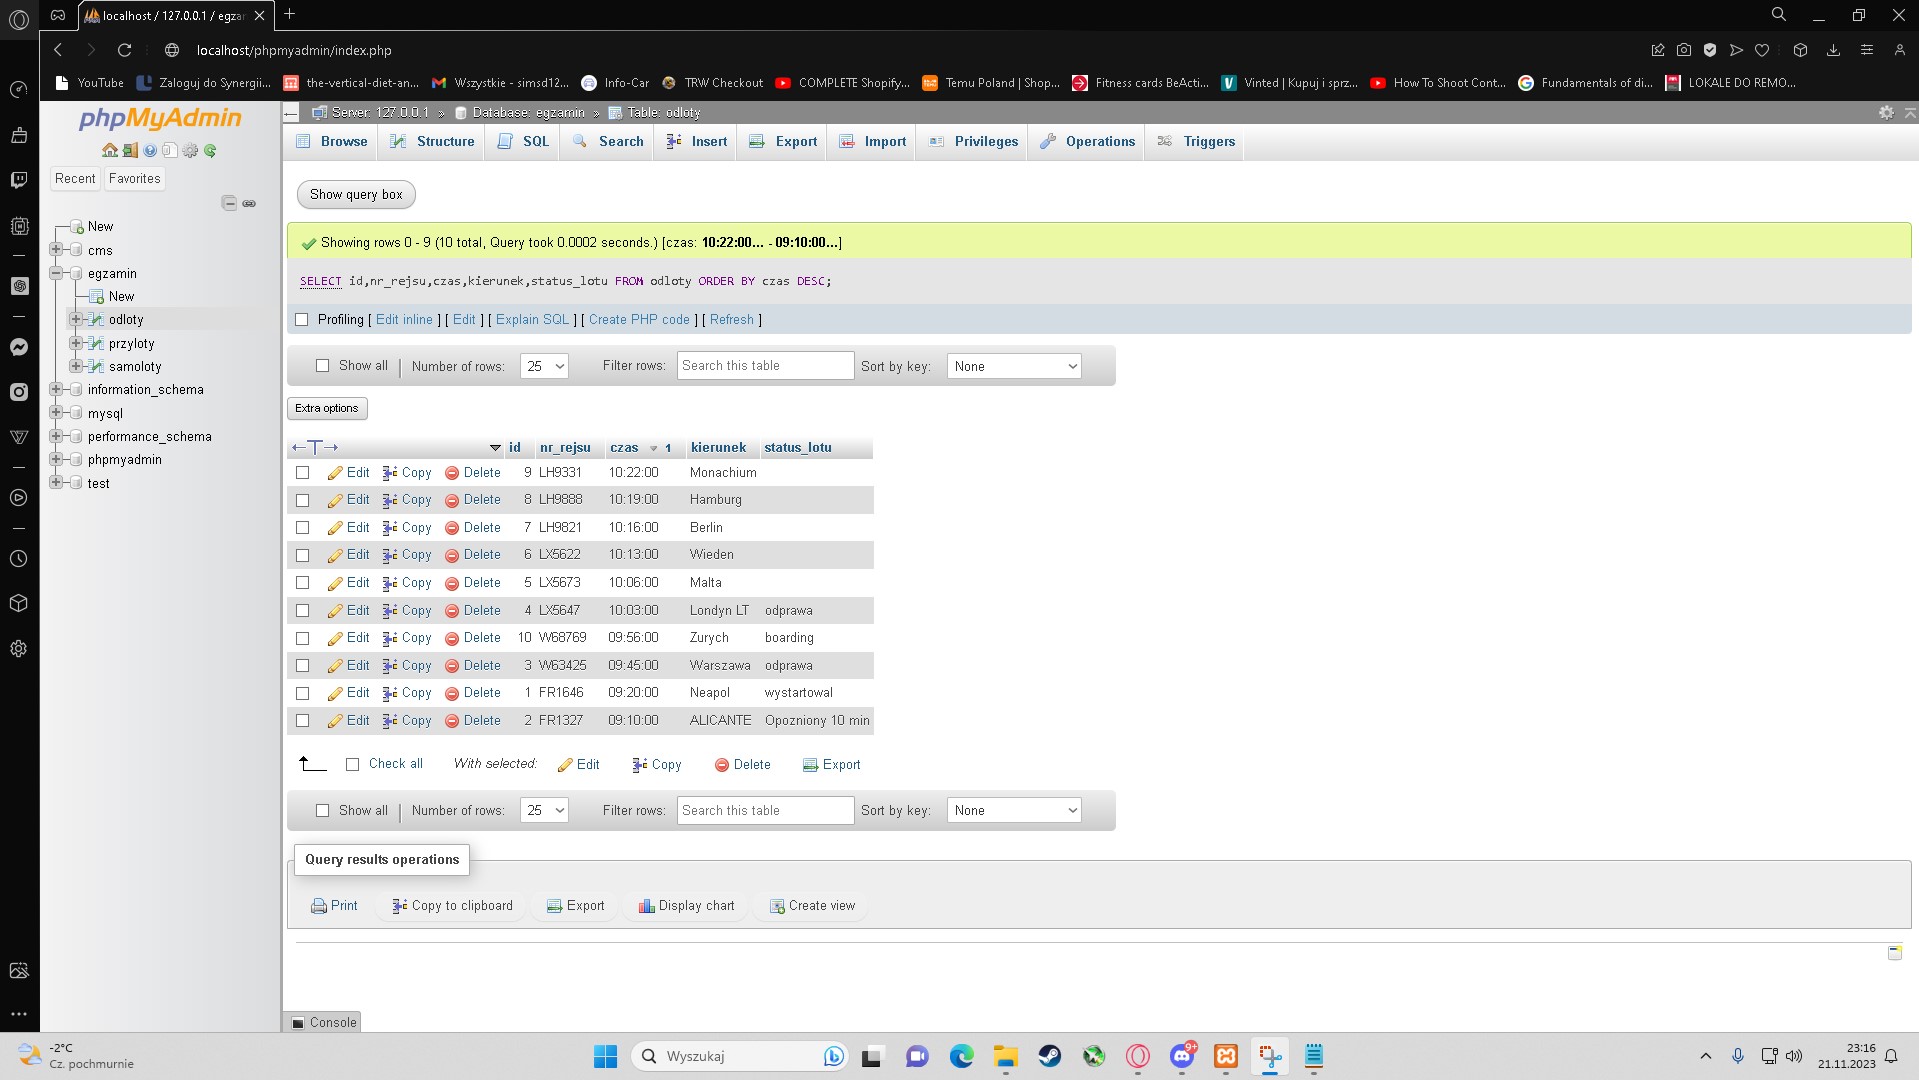 localhost / 127.0.0.1 / egzar
localhost/phpmyadmin/index.php
YouTube
Zaloguj do Synergii...
the-vertical-diet-an...
Wszystkie - simsd12...
Info-Car
TRW Checkout
COMPLETE Shopify...
Temu Poland | Shop...
Fitness cards BeActi...
Vinted | Kupuj i sprz...
How To Shoot Cont...
Fundamentals of di...
LOKALE DO REMO...
phpMyAdmin
Recent Favorites
New
cms
egzamin
New
odloty
przyloty
samoloty
information_schema
mysql
performance_schema
phpmyadmin
test
Server: 127.0.0.1 » Database: egzamin » Table: odloty
Browse Structure SQL Search Insert Export Import Privileges Operations Triggers
Show query box
Showing rows 0 - 9 (10 total, Query took 0.0002 seconds.) [czas: 10:22:00... - 09:10:00...]
SELECT id,nr_rejsu,czas,kierunek,status_lotu FROM odloty ORDER BY czas DESC;
Profiling [ Edit inline ] [ Edit ] [ Explain SQL ] [ Create PHP code ] [ Refresh ]
Show all | Number of rows: 25 Filter rows: Search this table Sort by key: None
Extra options
←T→ id nr_rejsu czas 1 kierunek status_lotu
Edit Copy Delete 9 LH9331 10:22:00 Monachium
Edit Copy Delete 8 LH9888 10:19:00 Hamburg
Edit Copy Delete 7 LH9821 10:16:00 Berlin
Edit Copy Delete 6 LX5622 10:13:00 Wieden
Edit Copy Delete 5 LX5673 10:06:00 Malta
Edit Copy Delete 4 LX5647 10:03:00 Londyn LT odprawa
Edit Copy Delete 10 W68769 09:56:00 Zurych boarding
Edit Copy Delete 3 W63425 09:45:00 Warszawa odprawa
Edit Copy Delete 1 FR1646 09:20:00 Neapol wystartowal
Edit Copy Delete 2 FR1327 09:10:00 ALICANTE Opozniony 10 min
Check all With selected: Edit Copy Delete Export
Show all | Number of rows: 25 Filter rows: Search this table Sort by key: None
Query results operations
Print Copy to clipboard Export Display chart Create view
Console
-2°C
Cz. pochmurnie
Wyszukaj
9+
23:16
21.11.2023